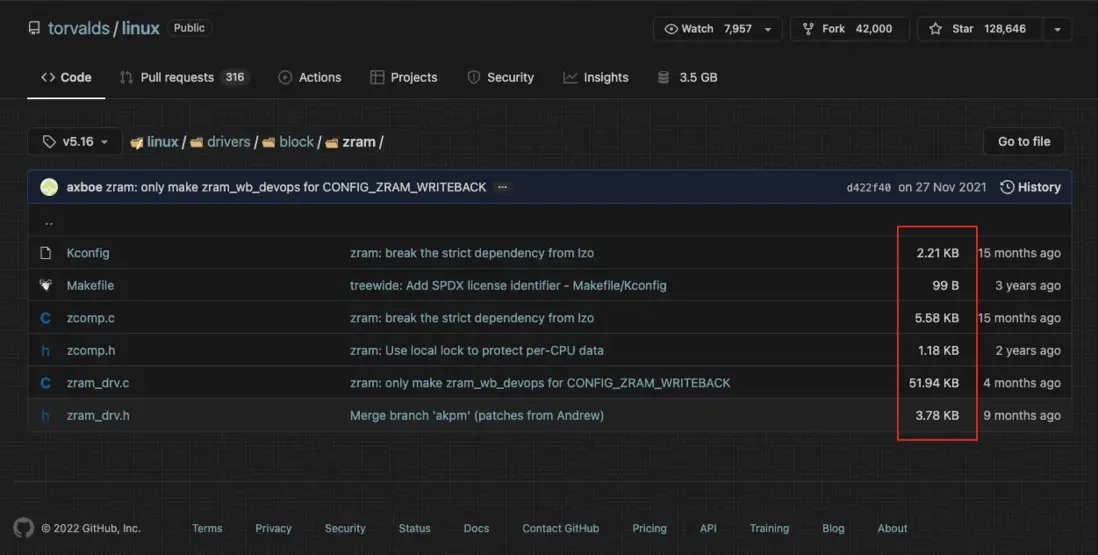 torvalds / linux Public Watch 7,957 Fork 42,000 Star 128,646
Code Pull requests 316 Actions Projects Security Insights 3.5 GB
v5.16 linux / drivers / block / zram / Go to file
axboe zram: only make zram_wb_devops for CONFIG_ZRAM_WRITEBACK ... d422f40 on 27 Nov 2021 History
..
Kconfig zram: break the strict dependency from lzo 2.21 KB 15 months ago
Makefile treewide: Add SPDX license identifier - Makefile/Kconfig 99 B 3 years ago
zcomp.c zram: break the strict dependency from lzo 5.58 KB 15 months ago
zcomp.h zram: Use local lock to protect per-CPU data 1.18 KB 2 years ago
zram_drv.c zram: only make zram_wb_devops for CONFIG_ZRAM_WRITEBACK 51.94 KB 4 months ago
zram_drv.h Merge branch 'akpm' (patches from Andrew) 3.78 KB 9 months ago
© 2022 GitHub, Inc. Terms Privacy Security Status Docs Contact GitHub Pricing API Training Blog About